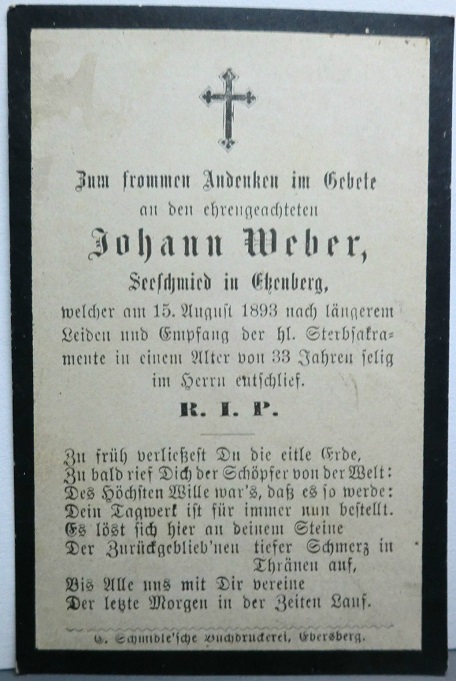 Zum frommen Andenken im Gebete
an den ehrengeachteten
Johann Weber,
Seeschmied in Etzenberg,
welcher am 15. August 1893 nach längerem
Leiden und Empfang der hl. Sterbsakra-
mente in einem Alter von 33 Jahren selig
im Herrn entschlief.
R. I. P.
Zu früh verließest Du die eitle Erde,
Zu bald rief Dich der Schöpfer von der Welt:
Des Höchsten Wille war's, daß es so werde:
Dein Tagwerk ist für immer nun bestellt.
Es löst sich hier an deinem Steine
Der Zurückgeblieb'nen tiefer Schmerz in
Thränen auf,
Bis Alle uns mit Dir vereine
Der letzte Morgen in der Zeiten Lauf.
G. Schmidle'sche Buchdruckerei, Ebersberg.